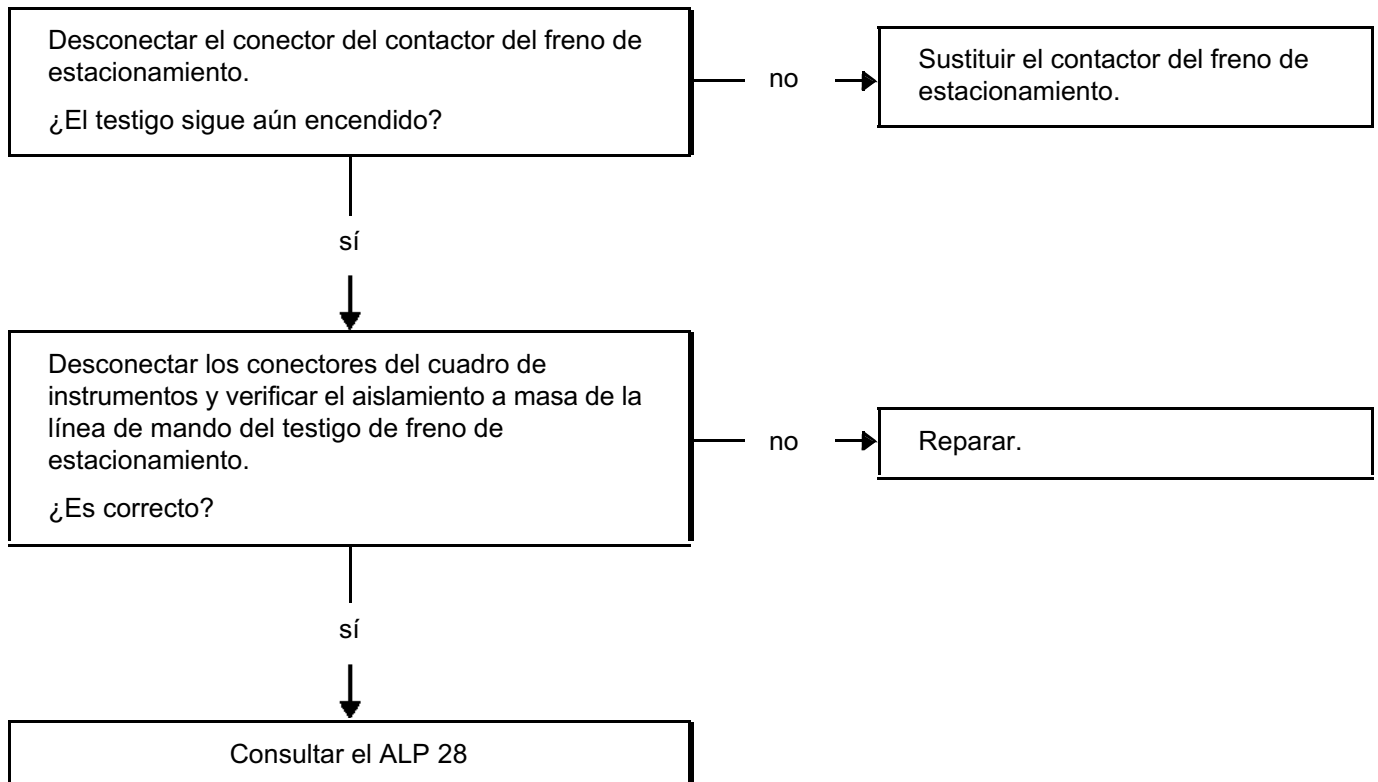 Desconectar el conector del contactor del freno de
estacionamiento.
¿El testigo sigue aún encendido?
no
Sustituir el contactor del freno de
estacionamiento.
sí
Desconectar los conectores del cuadro de
instrumentos y verificar el aislamiento a masa de la
línea de mando del testigo de freno de
estacionamiento.
¿Es correcto?
no
Reparar.
sí
Consultar el ALP 28